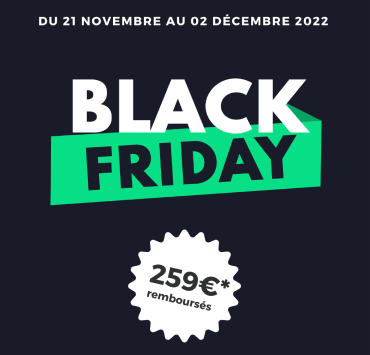 DU 21 NOVEMBRE AU 02 DÉCEMBRE 2022
BLACK
FRIDAY
259€*
remboursés